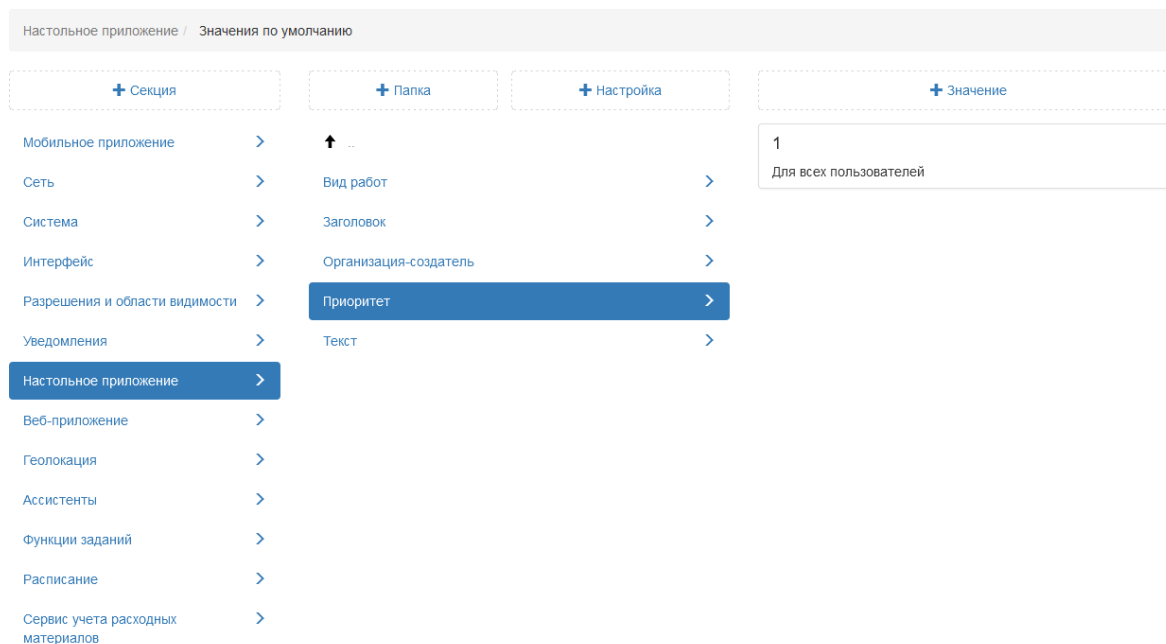 Настольное приложение / Значения по умолчанию
Секция
Папка
Настройка
Значение
Мобильное приложение
Сеть
Система
Интерфейс
Разрешения и области видимости
Уведомления
Настольное приложение
Веб-приложение
Геолокация
Ассистенты
Функции заданий
Расписание
Сервис учета расходных
материалов
..
Вид работ
Заголовок
Организация-создатель
Приоритет
Текст
1
Для всех пользователей